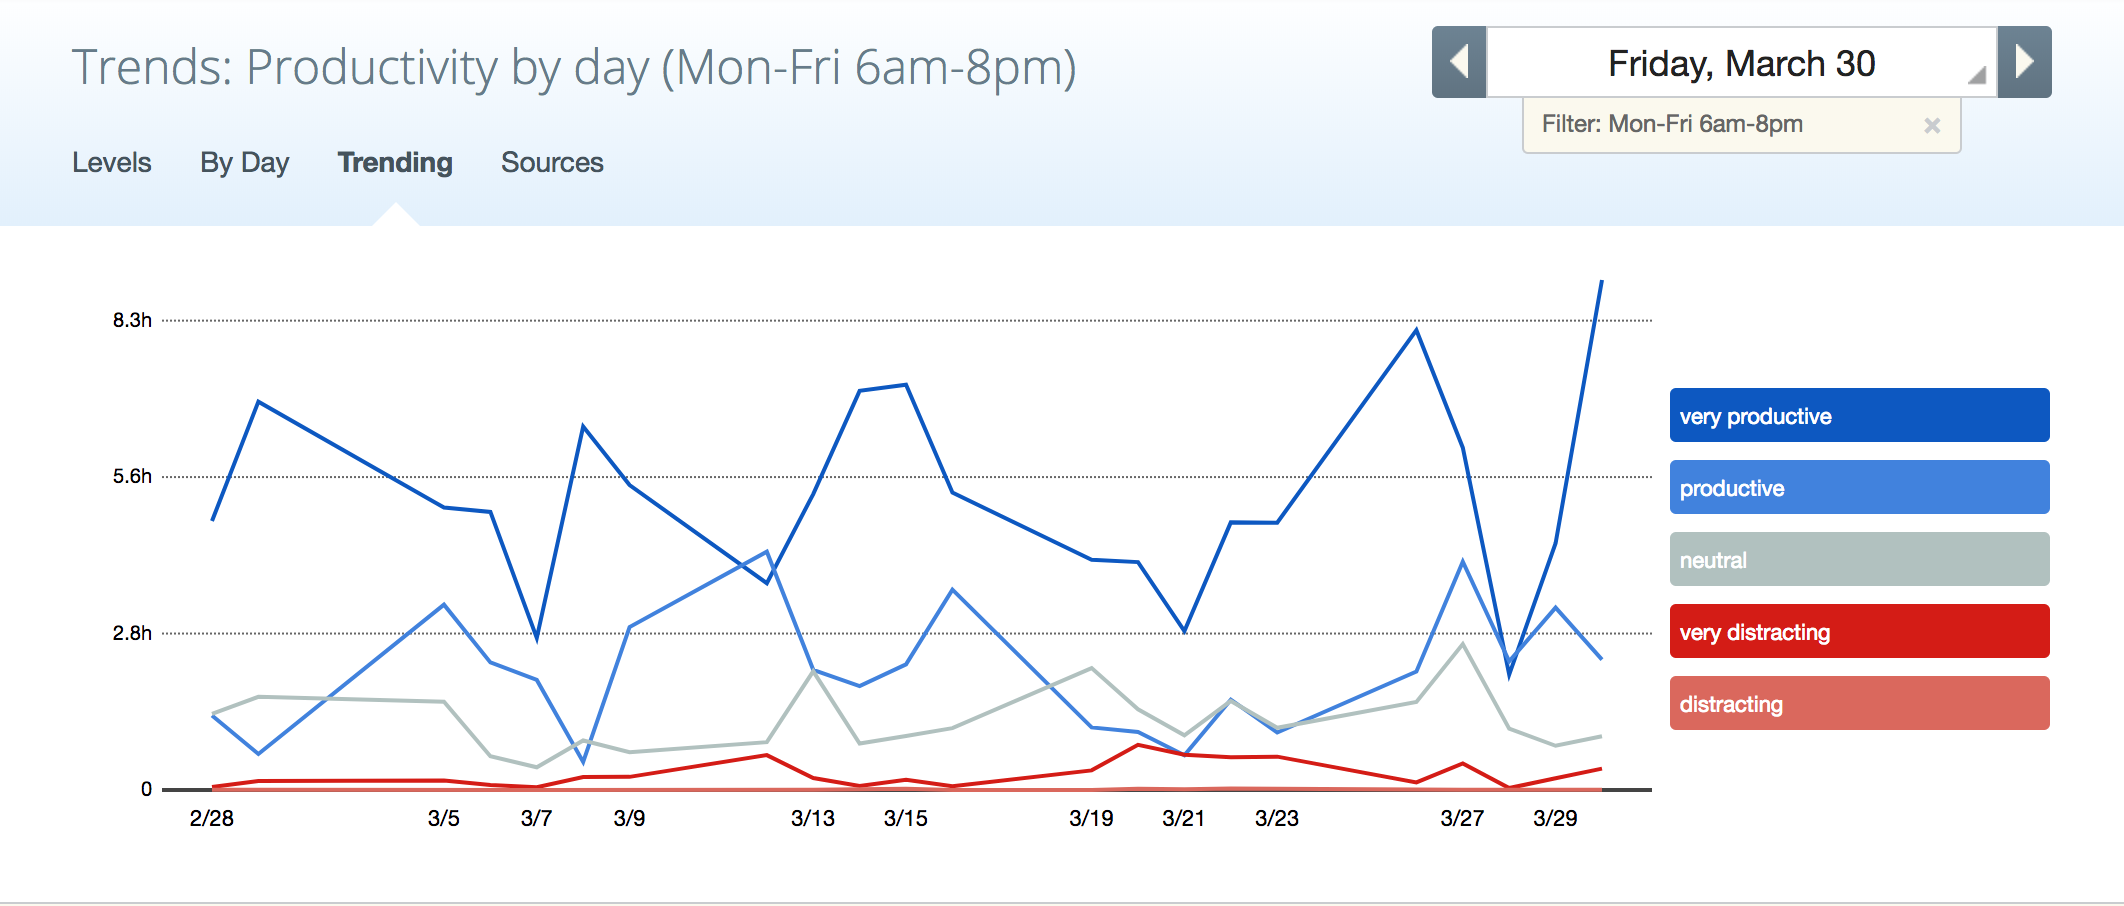 Trends: Productivity by day (Mon-Fri 6am-8pm)
Friday, March 30
Filter: Mon-Fri 6am-8pm ×
Levels By Day Trending Sources
8.3h
5.6h
2.8h
0
2/28 3/5 3/7 3/9 3/13 3/15 3/19 3/21 3/23 3/27 3/29
very productive
productive
neutral
very distracting
distracting